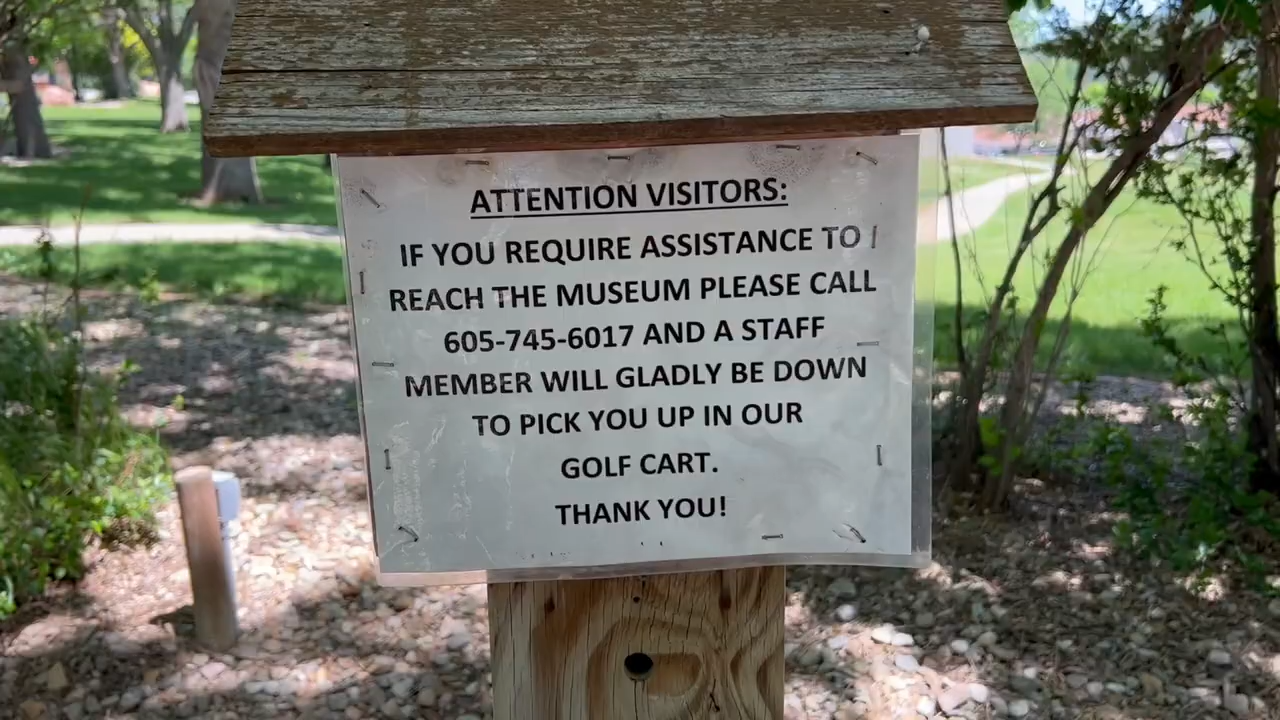 ATTENTION VISITORS:
IF YOU REQUIRE ASSISTANCE TO
REACH THE MUSEUM PLEASE CALL
605-745-6017 AND A STAFF
MEMBER WILL GLADLY BE DOWN
TO PICK YOU UP IN OUR
GOLF CART.
THANK YOU!